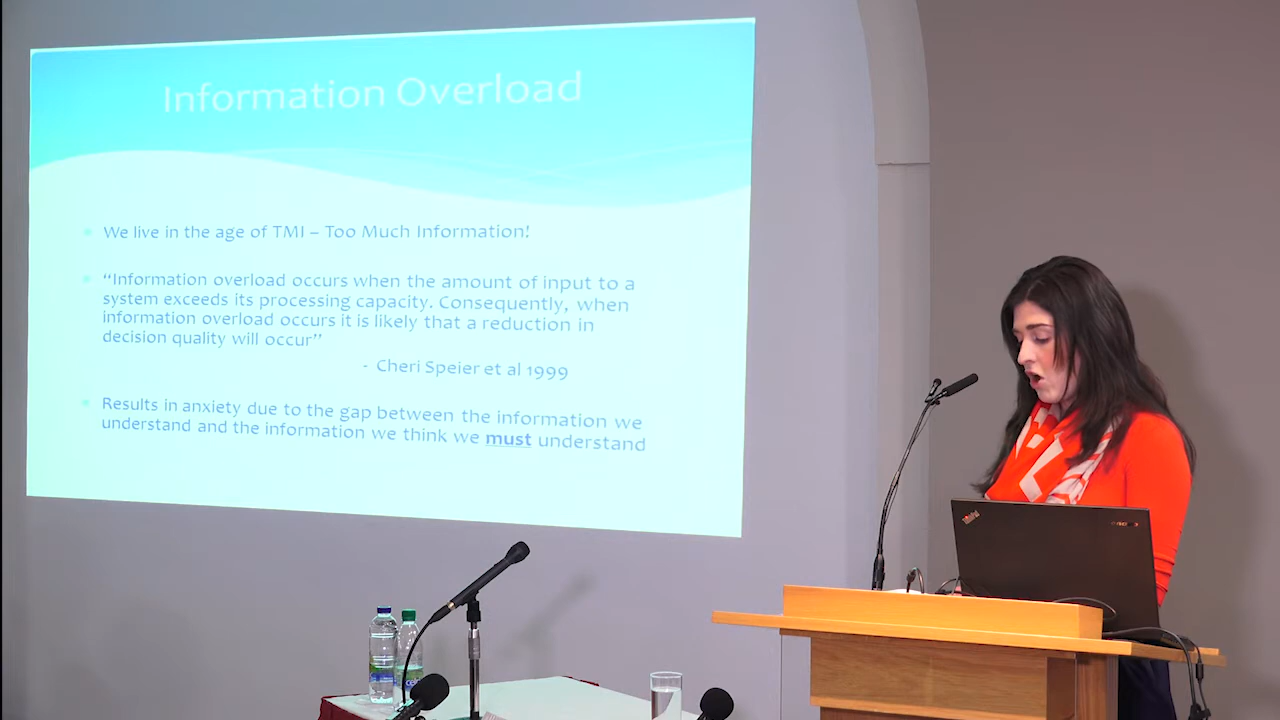 Information Overload
We live in the age of TMI – Too Much Information!
“Information overload occurs when the amount of input to a
system exceeds its processing capacity. Consequently, when
information overload occurs it is likely that a reduction in
decision quality will occur”
- Cheri Speier et al 1999
Results in anxiety due to the gap between the information we
understand and the information we think we must understand
ThinkPad
lenovo